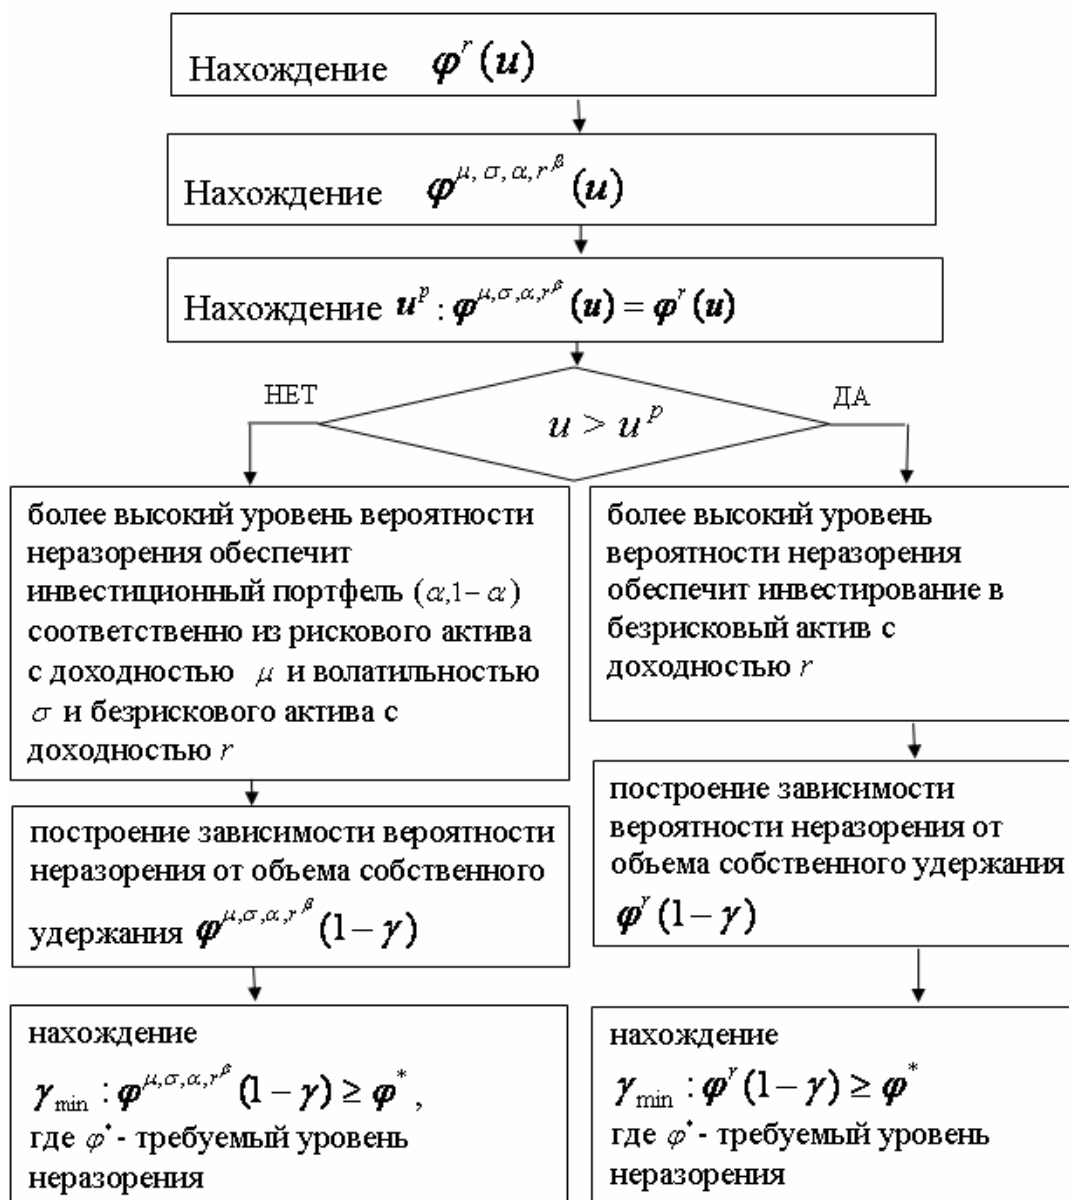 Нахождение φ^r (u)
Нахождение φ^{μ, σ, α, r^β} (u)
Нахождение u^p : φ^{μ,σ,α,r^β} (u) = φ^r (u)
НЕТ
ДА
u > u^p
более высокий уровень вероятности
неразорения обеспечит
инвестиционный портфель (α,1− α)
соответственно из рискового актива
с доходностью μ и волатильностью
σ и безрискового актива с
доходностью r
более высокий уровень
вероятности неразорения
обеспечит инвестирование в
безрисковый актив с
доходностью r
построение зависимости вероятности
неразорения от объема собственного
удержания φ^{μ,σ,α,r^β} (1− γ)
построение зависимости
вероятности неразорения от
объема собственного удержания
φ^r (1− γ)
нахождение
γ_min : φ^{μ,σ,α,r^β} (1− γ) ≥ φ^* ,
где φ^* - требуемый уровень
неразорения
нахождение
γ_min : φ^r (1− γ) ≥ φ^*
где φ^* - требуемый уровень
неразорения